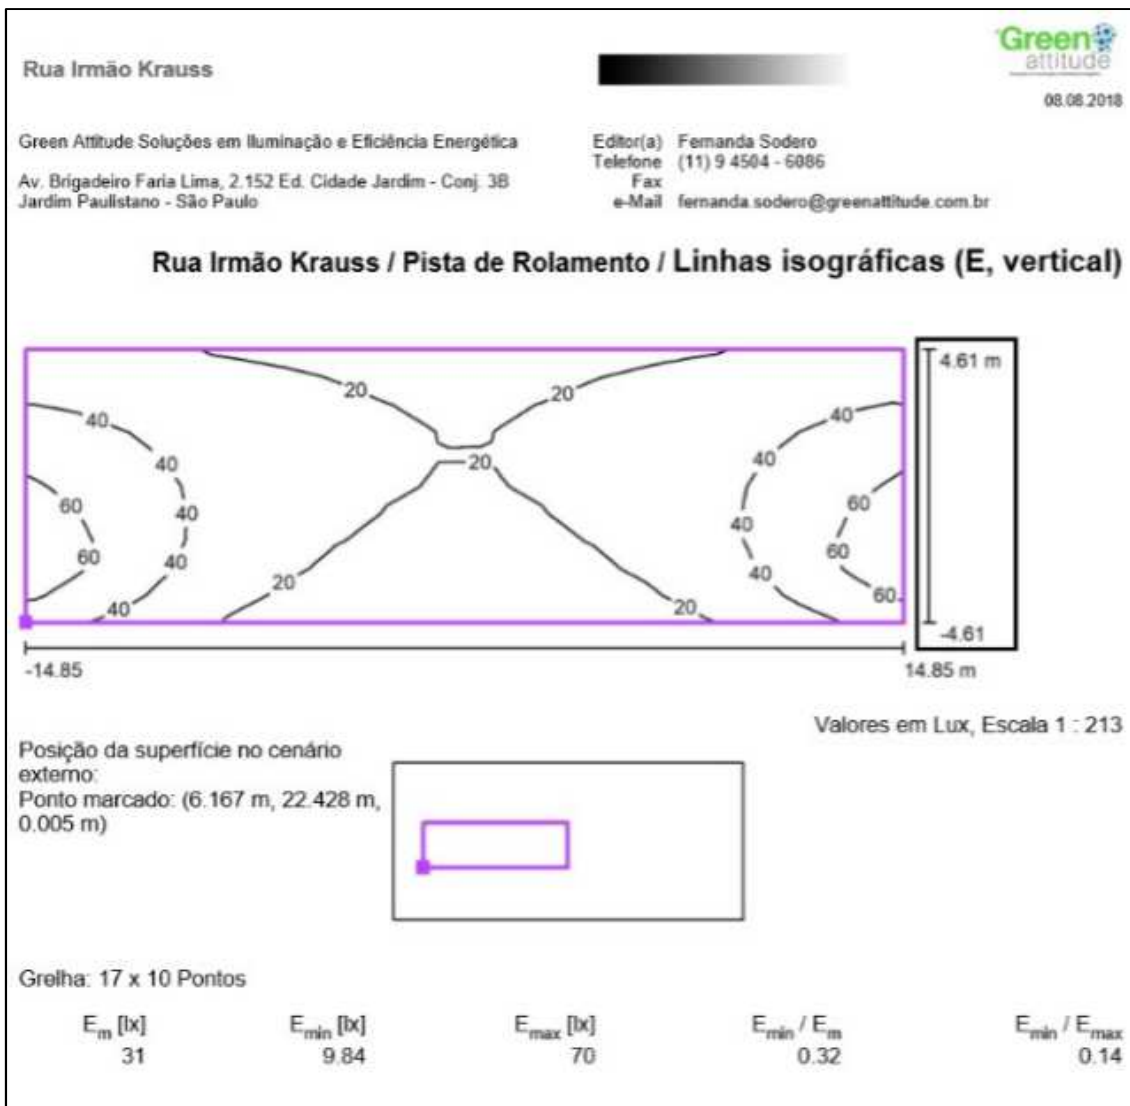 Rua Irmão Krauss
Green
attitude
08.08.2018
Green Attitude Soluções em Iluminação e Eficiência Energética
Av. Brigadeiro Faria Lima, 2.152 Ed. Cidade Jardim - Conj. 3B
Jardim Paulistano - São Paulo
Editor(a) Fernanda Sodero
Telefone (11) 9 4504 - 6086
Fax
e-Mail fernanda.sodero@greenattitude.com.br
Rua Irmão Krauss / Pista de Rolamento / Linhas isográficas (E, vertical)
4.61 m
20 20
40 40
20
40 40
60 60
40 40
60 40 60
40 20 40
60
40 20
-4.61
-14.85 14.85 m
Valores em Lux, Escala 1 : 213
Posição da superfície no cenário
externo:
Ponto marcado: (6.167 m, 22.428 m,
0.005 m)
Grelha: 17 x 10 Pontos
Em [lx] Emin [lx] Emax [lx] Emin / Em Emin / Emax
31 9.84 70 0.32 0.14